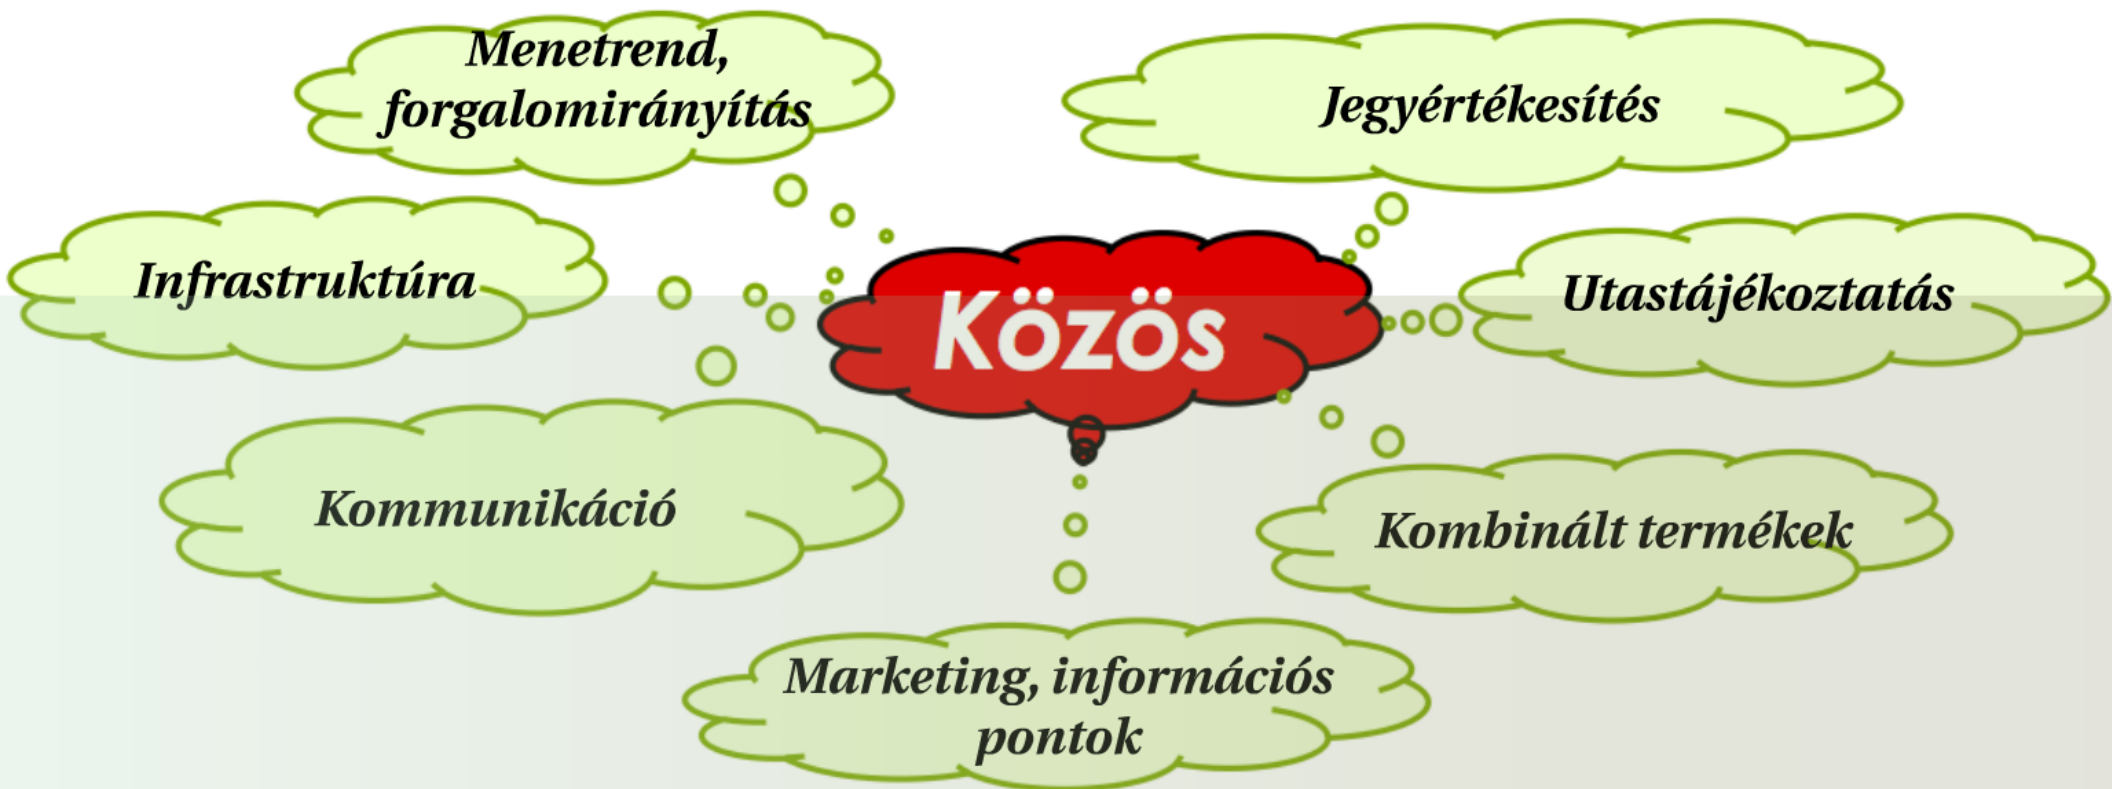 Menetrend,
forgalomirányítás
Jegyértékesítés
Infrastruktúra
Közös
Utastájékoztatás
Kommunikáció
Kombinált termékek
Marketing, információs
pontok